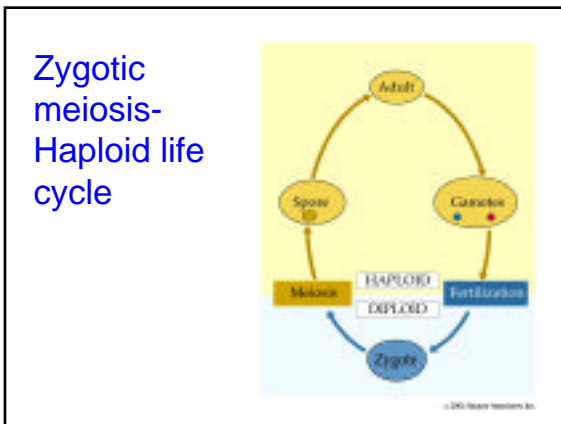 Zygotic
meiosis-
Haploid life
cycle
Adult
Spore
Gametes
HAPLOID
Meiosis
Fertilization
DIPLOID
Zygote